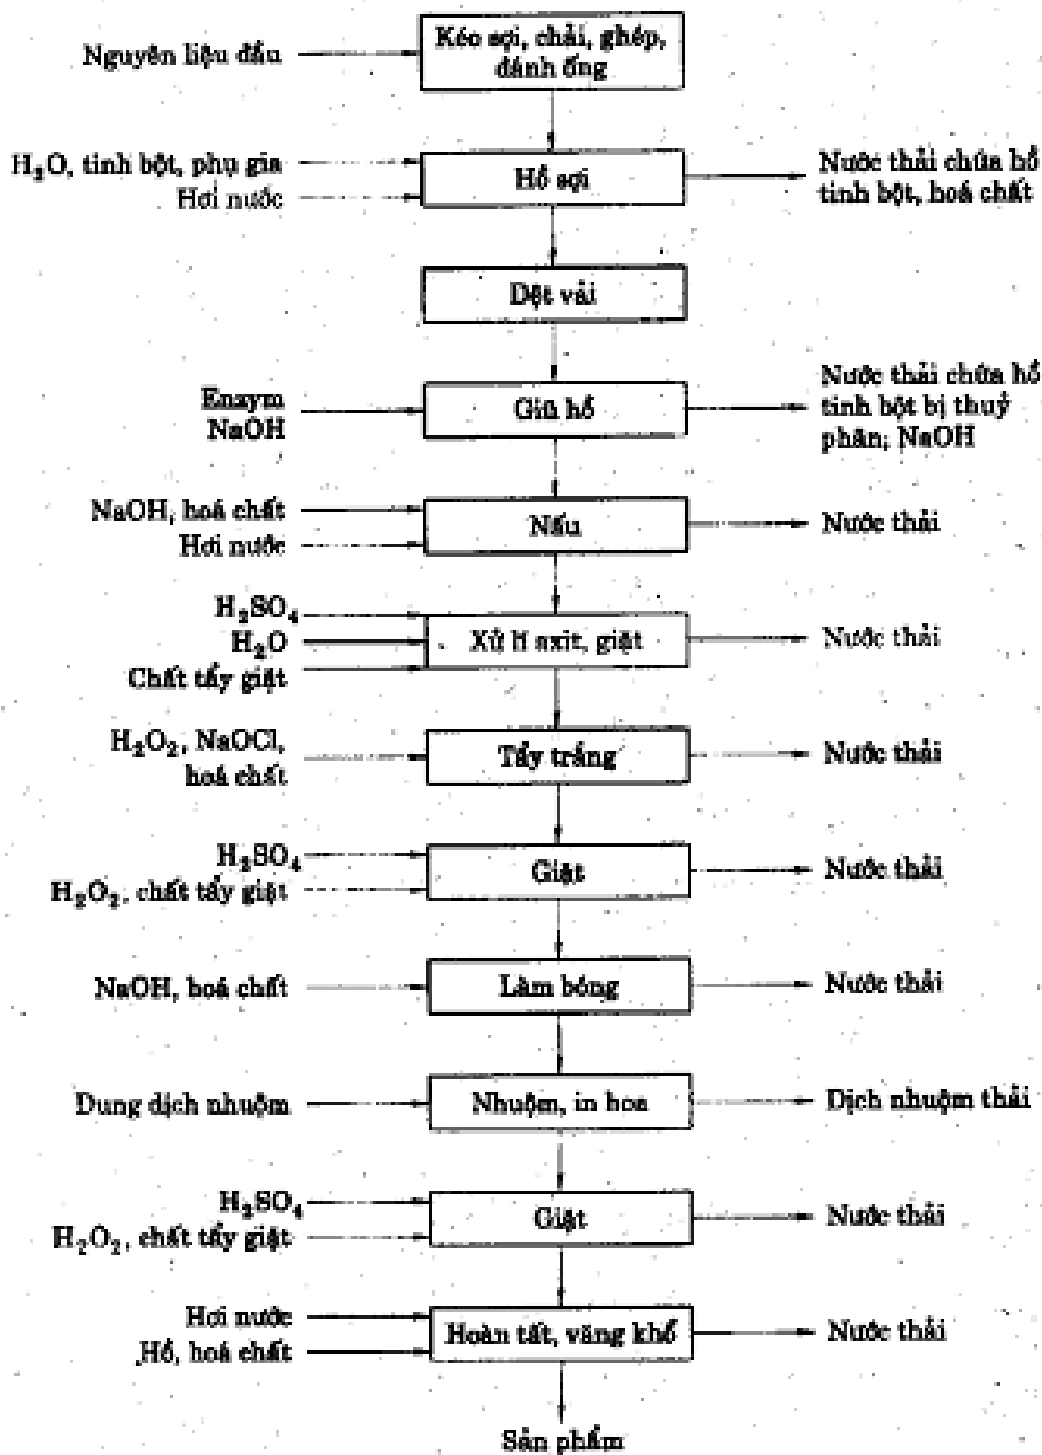 Nguyên liệu đầu
Kéo sợi, chải, ghép,
đánh ống
H₂O, tinh bột, phụ gia
Hơi nước
Hồ sợi
Nước thải chứa hồ
tinh bột, hoá chất
Dệt vải
Enzym
NaOH
Giũ hồ
Nước thải chứa hồ
tinh bột bị thuỷ
phân; NaOH
NaOH, hoá chất
Hơi nước
Nấu
Nước thải
H₂SO₄
H₂O
Chất tẩy giặt
Xử lí axit, giặt
Nước thải
H₂O₂, NaOCl,
hoá chất
Tẩy trắng
Nước thải
H₂SO₄
H₂O₂, chất tẩy giặt
Giặt
Nước thải
NaOH, hoá chất
Làm bóng
Nước thải
Dung dịch nhuộm
Nhuộm, in hoa
Dịch nhuộm thải
H₂SO₄
H₂O₂, chất tẩy giặt
Giặt
Nước thải
Hơi nước
Hồ, hoá chất
Hoàn tất, văng khổ
Nước thải
Sản phẩm